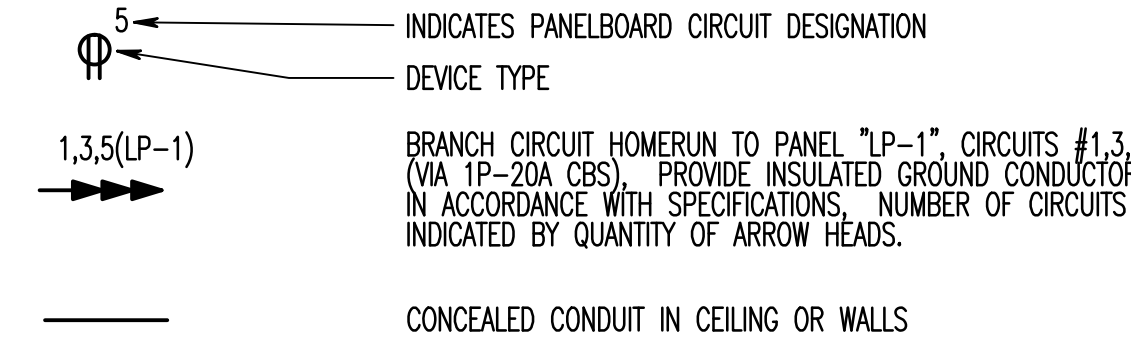 5
INDICATES PANELBOARD CIRCUIT DESIGNATION
DEVICE TYPE
1,3,5(LP-1)
BRANCH CIRCUIT HOMERUN TO PANEL "LP-1", CIRCUITS #1,3,
(VIA 1P-20A CBS), PROVIDE INSULATED GROUND CONDUCTOR
IN ACCORDANCE WITH SPECIFICATIONS, NUMBER OF CIRCUITS
INDICATED BY QUANTITY OF ARROW HEADS.
CONCEALED CONDUIT IN CEILING OR WALLS